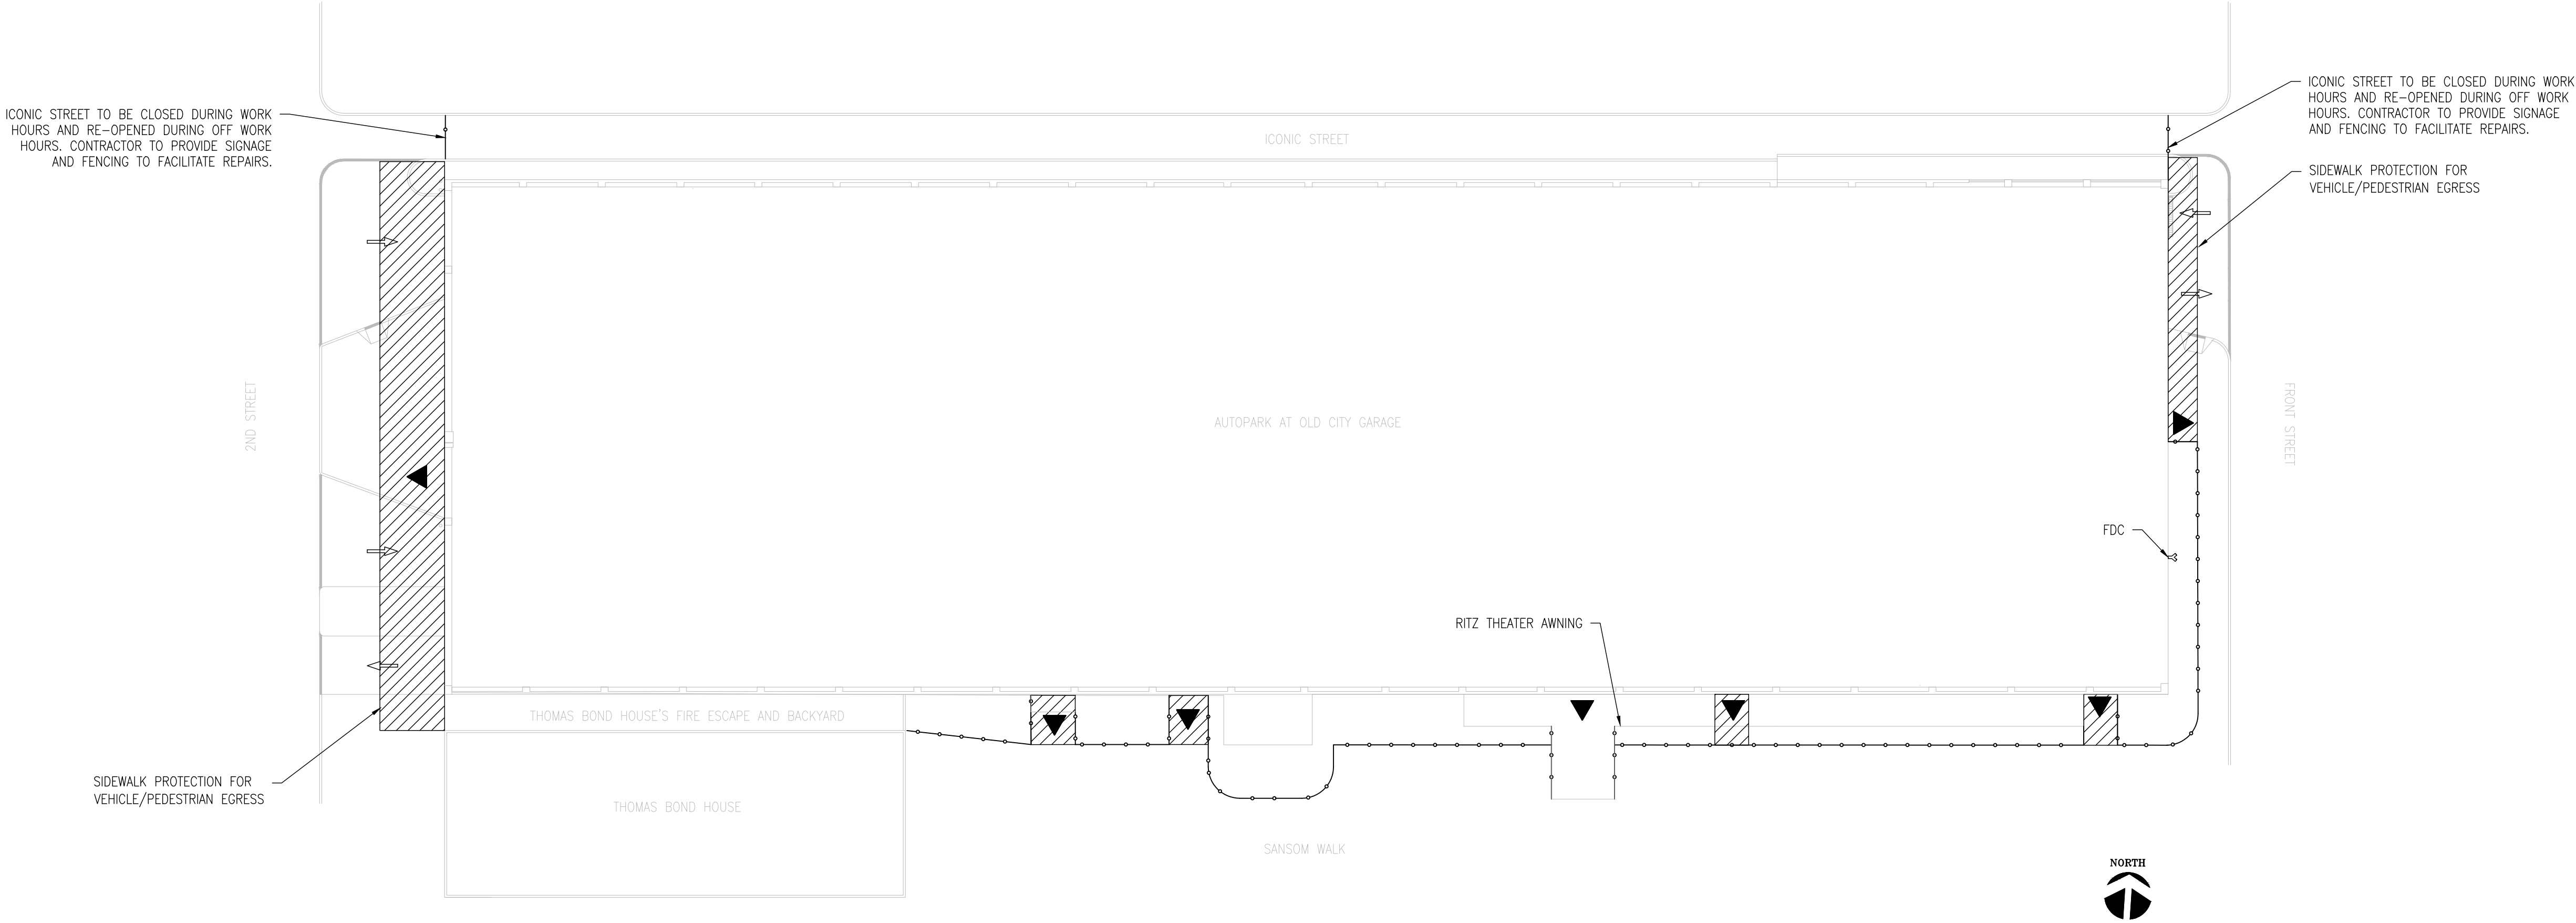 ICONIC STREET TO BE CLOSED DURING WORK
HOURS AND RE-OPENED DURING OFF WORK
HOURS. CONTRACTOR TO PROVIDE SIGNAGE
AND FENCING TO FACILITATE REPAIRS.
ICONIC STREET
ICONIC STREET TO BE CLOSED DURING WORK
HOURS AND RE-OPENED DURING OFF WORK
HOURS. CONTRACTOR TO PROVIDE SIGNAGE
AND FENCING TO FACILITATE REPAIRS.
SIDEWALK PROTECTION FOR
VEHICLE/PEDESTRIAN EGRESS
2ND STREET
AUTOPARK AT OLD CITY GARAGE
FRONT STREET
FDC
RITZ THEATER AWNING
THOMAS BOND HOUSE'S FIRE ESCAPE AND BACKYARD
SIDEWALK PROTECTION FOR
VEHICLE/PEDESTRIAN EGRESS
THOMAS BOND HOUSE
SANSOM WALK
NORTH